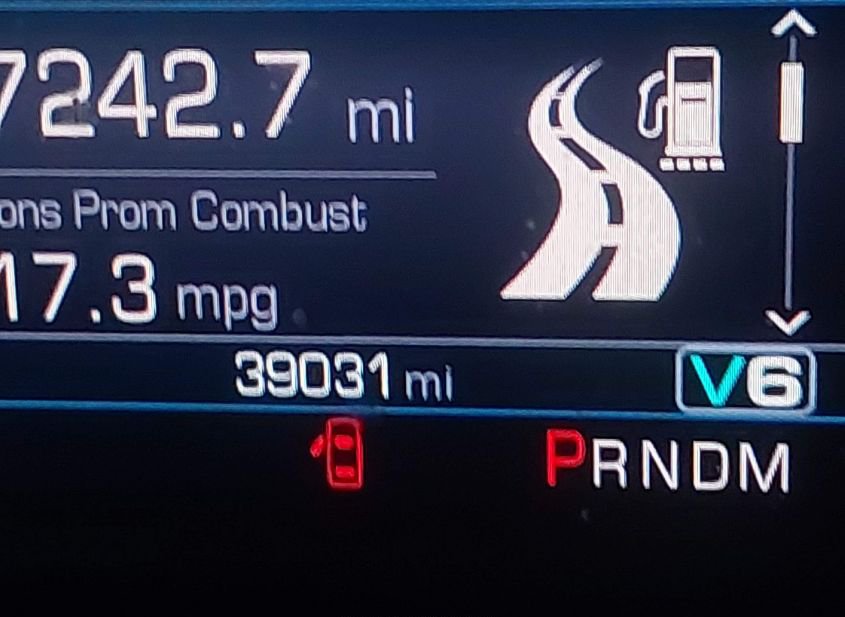 7242.7 mi
ons Prom Combust
17.3 mpg
39031 mi V6
PRNDM